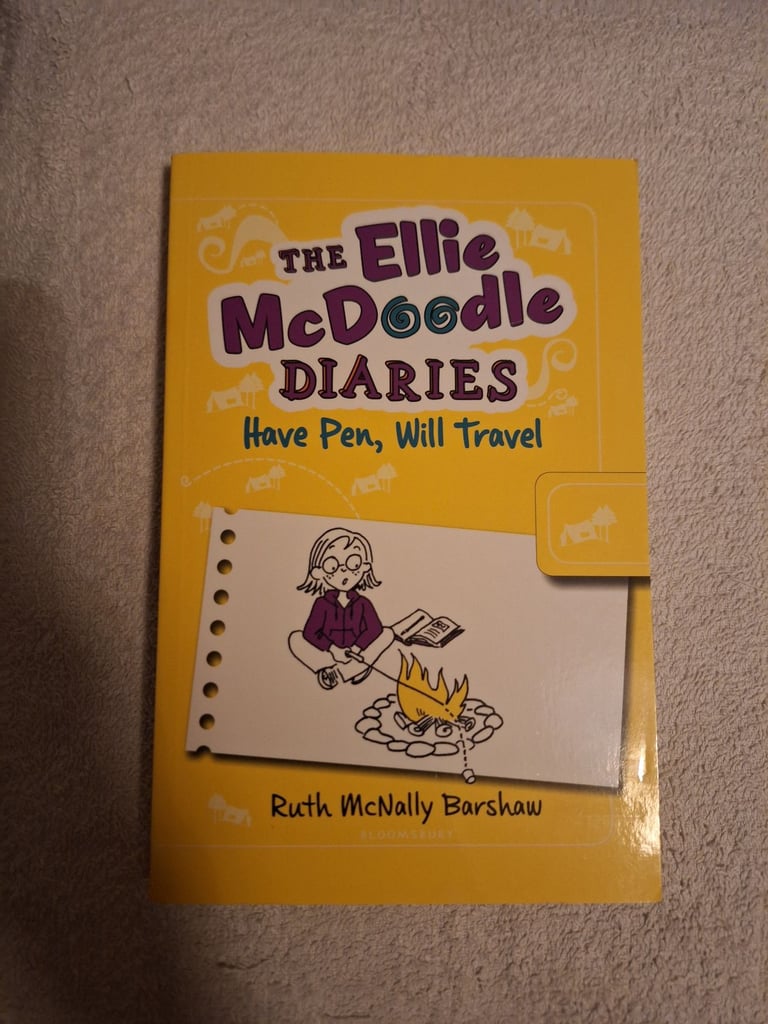 THE Ellie
McDoodle
DIARIES
Have Pen, Will Travel
Ruth McNally Barshaw
BLOOMSBURY